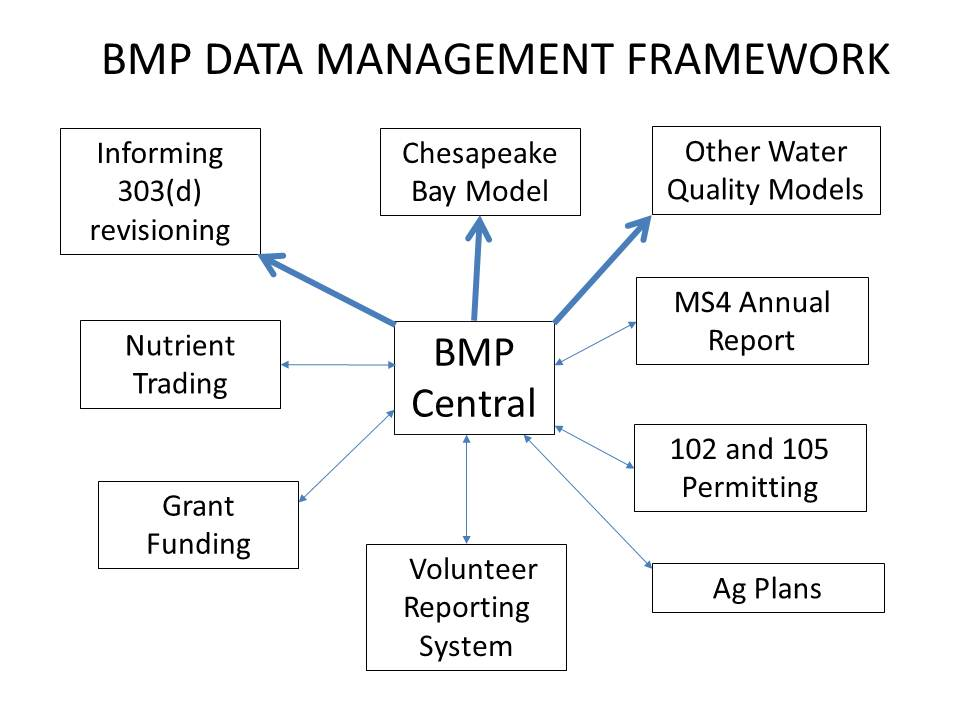 BMP DATA MANAGEMENT FRAMEWORK
Informing
303(d)
revisioning
Chesapeake
Bay Model
Other Water
Quality Models
MS4 Annual
Report
Nutrient
Trading
BMP
Central
102 and 105
Permitting
Grant
Funding
Volunteer
Reporting
System
Ag Plans